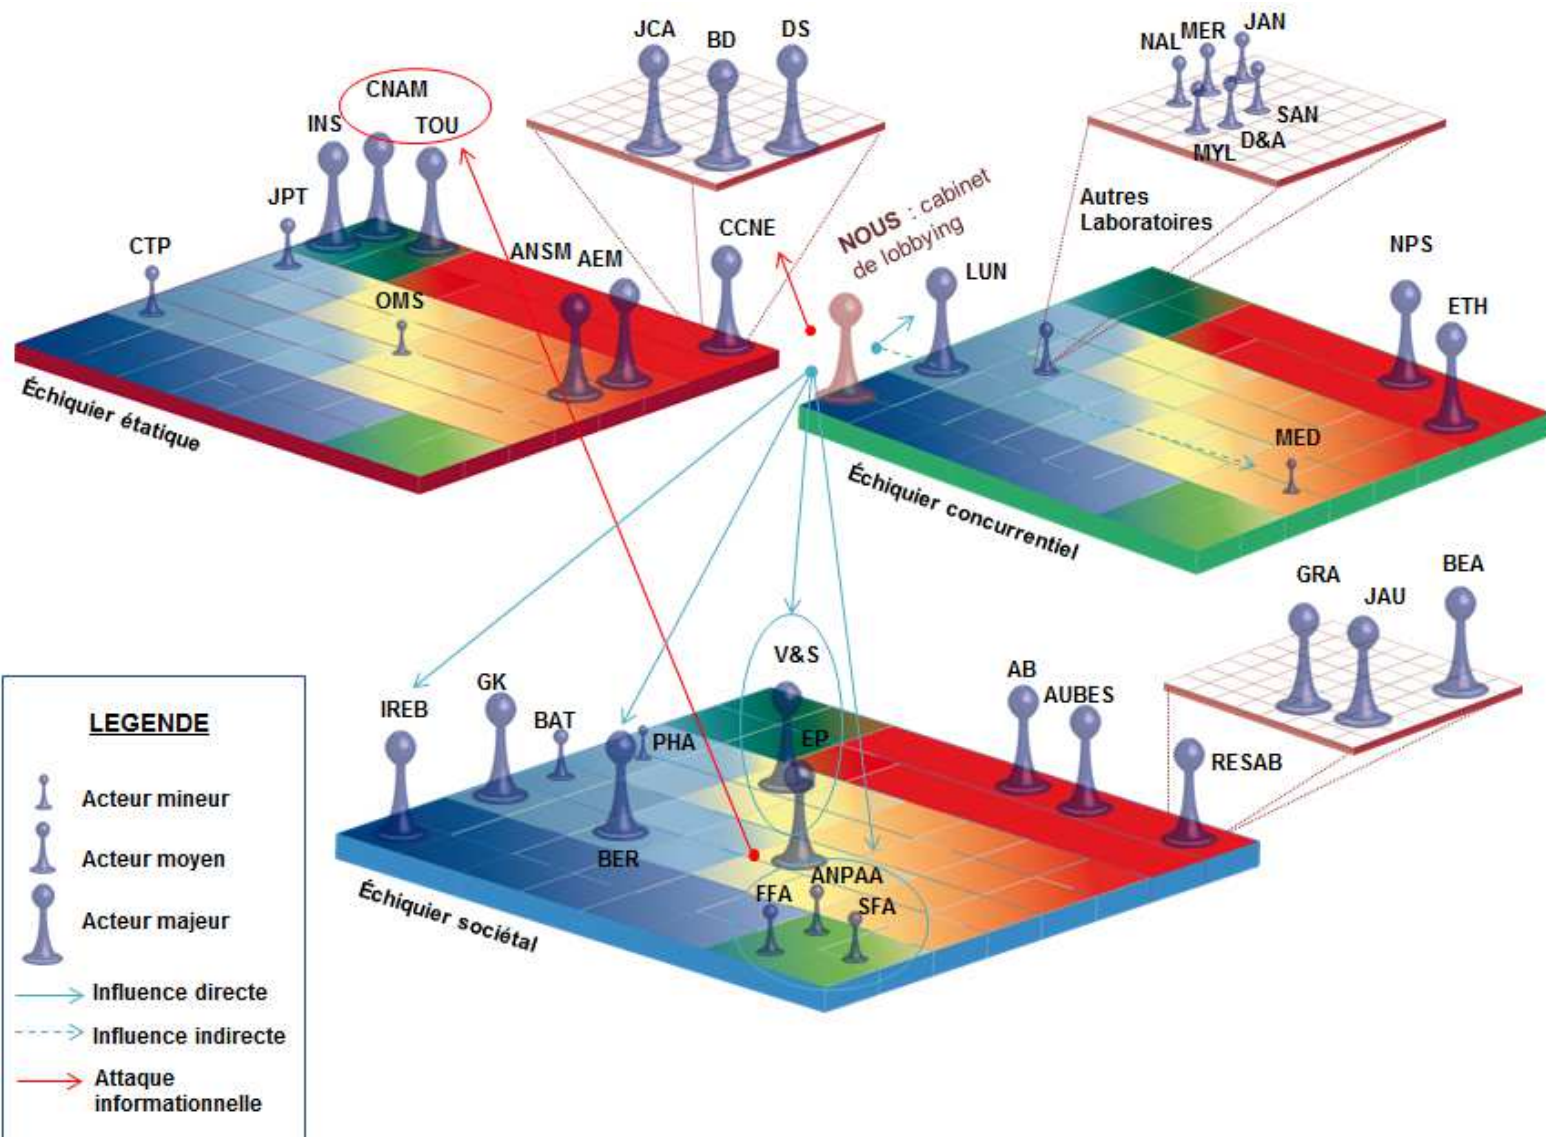 JCA
BD
DS
NAL
MER
JAN
SAN
D&A
MYL
CNAM
TOU
INS
JPT
CTP
OMS
ANSM
AEM
CCNE
NOUS : cabinet
de lobbying
LUN
Autres
Laboratoires
NPS
ETH
MED
Échiquier étatique
Échiquier concurrentiel
GRA
JAU
BEA
V&S
EP
AB
AUBES
RESAB
IREB
GK
BAT
PHA
BER
ANPAA
FFA
SFA
Échiquier sociétal
LEGENDE
Acteur mineur
Acteur moyen
Acteur majeur
Influence directe
Influence indirecte
Attaque
informationnelle